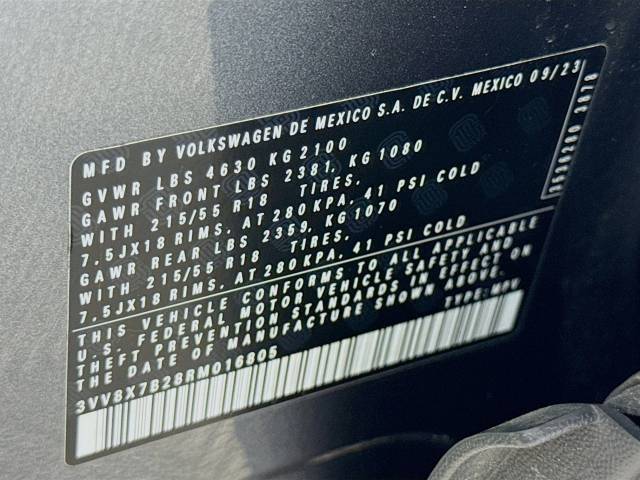 MFD BY VOLKSWAGEN DE MEXICO S.A. DE C.V. MEXICO 09/23
GVWR LBS 4630 KG 2100
GAWR FRONT LBS 2381, KG 1080
WITH 215/55 R18 TIRES,
7.5JX18 RIMS, AT 280 KPA, 41 PSI COLD
GAWR REAR LBS 2359, KG 1070
WITH 215/55 R18 TIRES,
7.5JX18 RIMS, AT 280 KPA, 41 PSI COLD
THIS VEHICLE CONFORMS TO ALL APPLICABLE
U.S. FEDERAL MOTOR VEHICLE SAFETY AND
THEFT PREVENTION STANDARDS IN EFFECT ON
THE DATE OF MANUFACTURE SHOWN ABOVE.
TYPE: MPV
3VV8X7B28RM016805